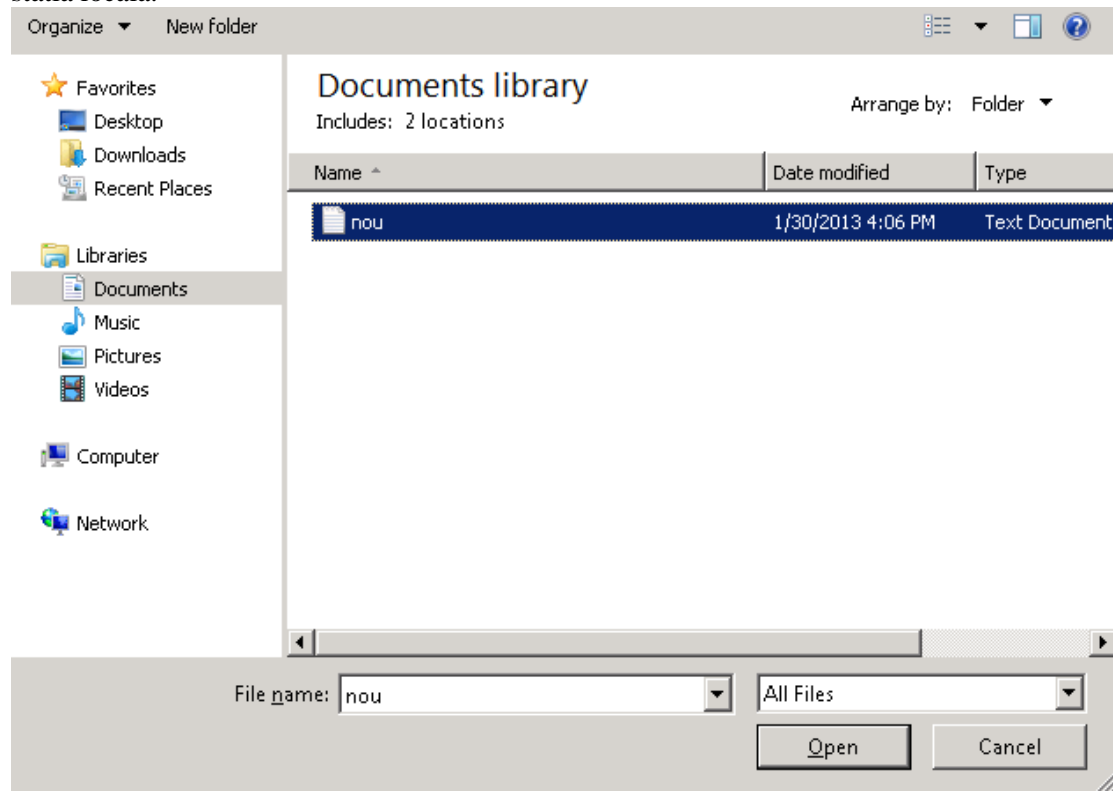 Organize New folder
Favorites
Desktop
Downloads
Recent Places
Libraries
Documents
Music
Pictures
Videos
Computer
Network
Documents library
Includes: 2 locations
Arrange by: Folder
Name Date modified Type
nou 1/30/2013 4:06 PM Text Document
File name: nou All Files
Open Cancel